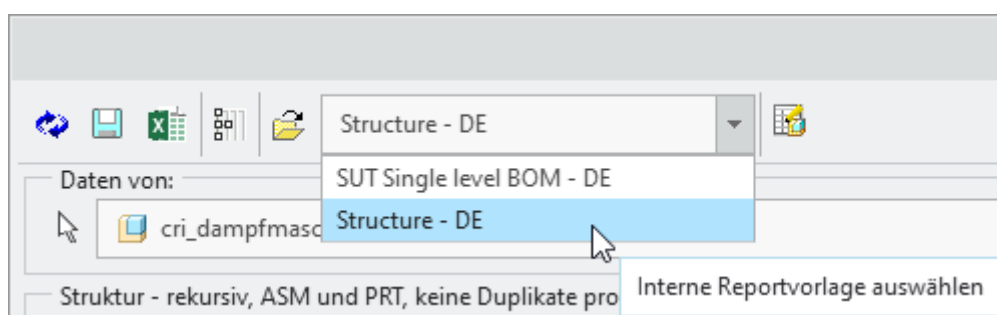 Structure - DE
SUT Single level BOM - DE
Daten von:
Structure - DE
cri_dampfmasc
Interne Reportvorlage auswählen
Struktur - rekursiv, ASM und PRT, keine Duplikate pro